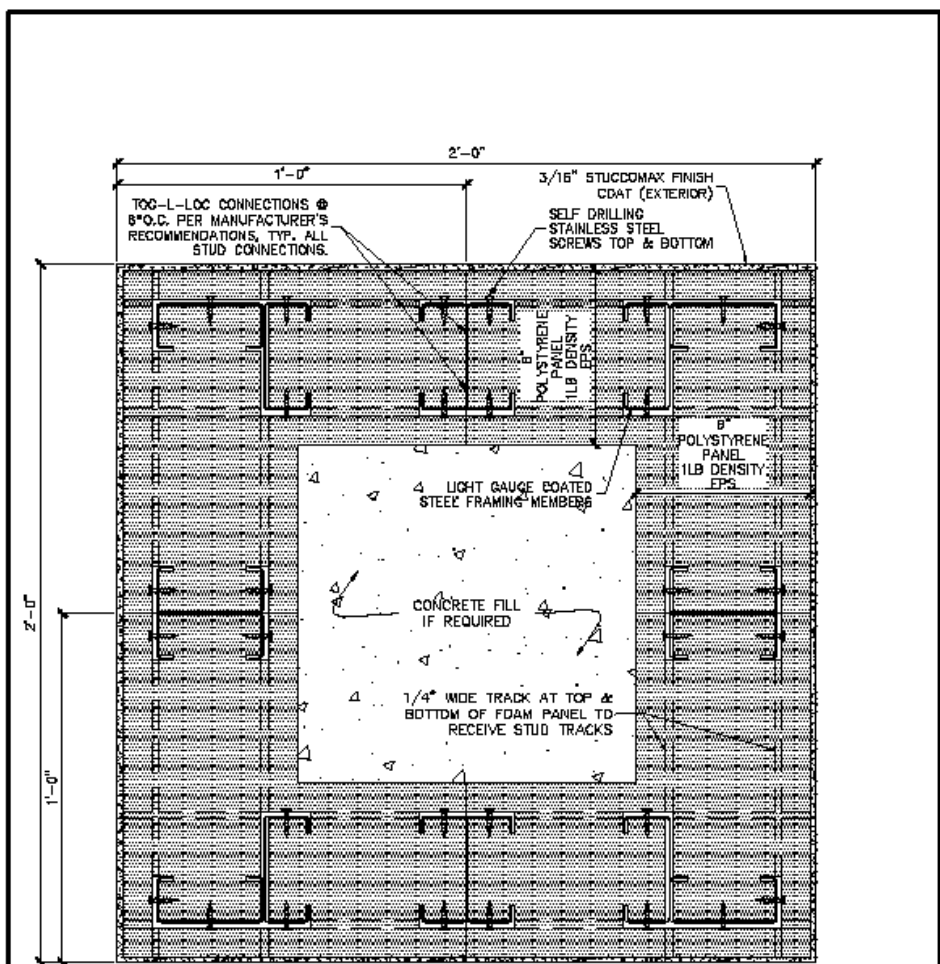 2'-0"
1'-0"
3/16" STUCCOMAX FINISH
COAT (EXTERIOR)
TOG-L-LOC CONNECTIONS @
8"O.C. PER MANUFACTURER'S
RECOMMENDATIONS, TYP. ALL
STUD CONNECTIONS.
SELF DRILLING
STAINLESS STEEL
SCREWS TOP & BOTTOM
8"
POLYSTYRENE
PANEL
1LB DENSITY
EPS
8"
POLYSTYRENE
PANEL
1LB DENSITY
EPS
LIGHT GAUGE COATED
STEEL FRAMING MEMBERS
CONCRETE FILL
IF REQUIRED
2'-0"
1/4" WIDE TRACK AT TOP &
BOTTOM OF FOAM PANEL TO
RECEIVE STUD TRACKS
1'-0"